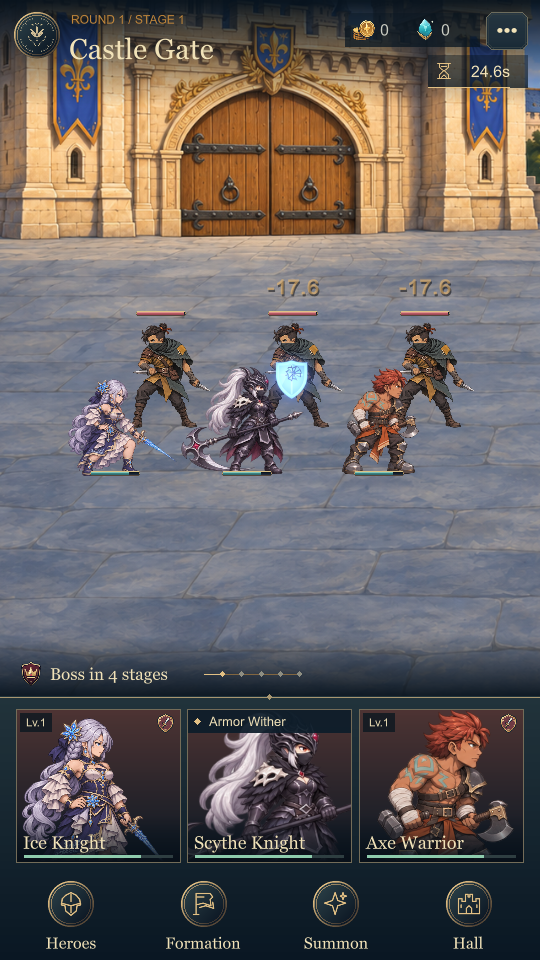 ROUND 1 / STAGE 1
Castle Gate
0
0
24.6s
-17.6
-17.6
Boss in 4 stages
Lv.1
Armor Wither
Lv.1
Ice Knight
Scythe Knight
Axe Warrior
Heroes
Formation
Summon
Hall